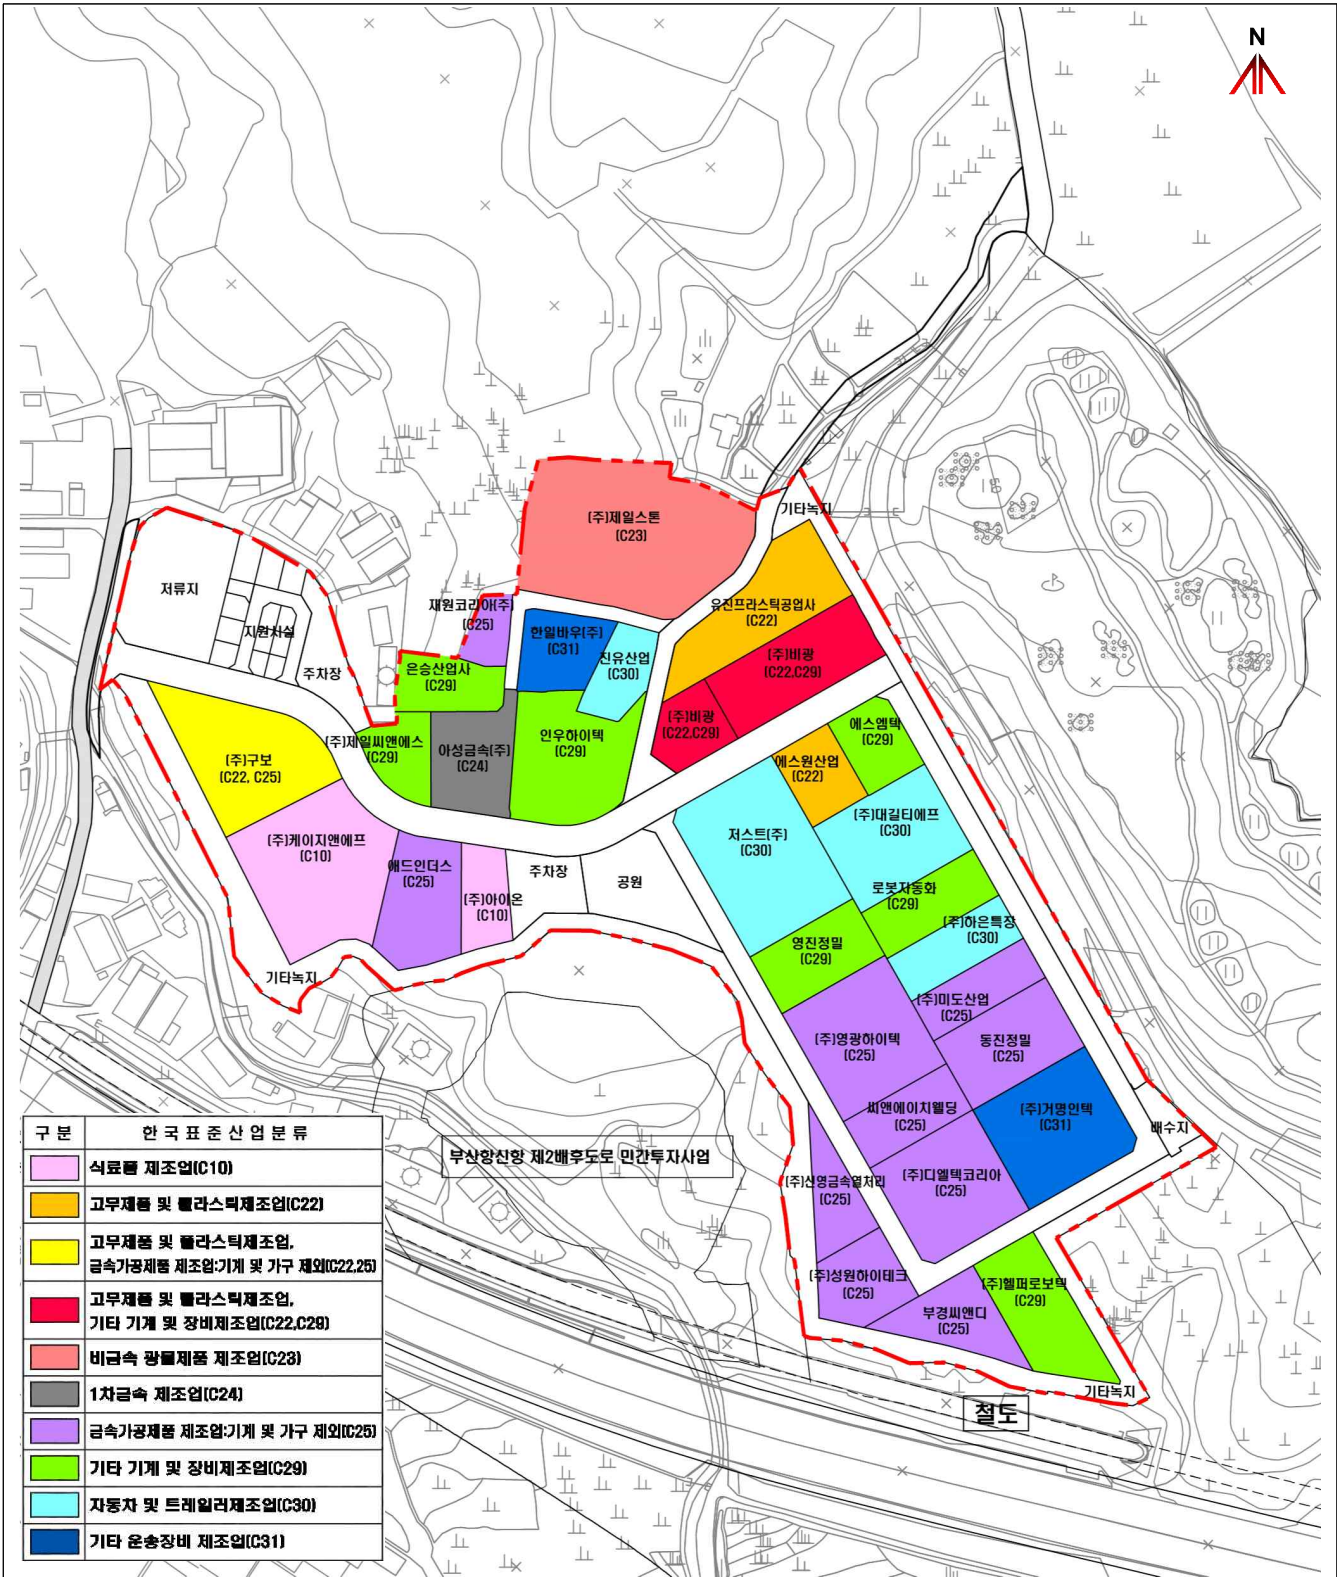 N
(주)제일스톤
(C23)
기타녹지
저류지
지원시설
주차장
재원코리아(주)
(C25)
한일바우(주)
(C31)
진유산업
(C30)
유진프라스틱공업사
(C22)
(주)비광
(C22,C29)
은승산업사
(C29)
(주)비광
(C22,C29)
(주)구보
(C22, C25)
(주)제일씨앤에스
(C29)
아성금속(주)
(C24)
인우하이텍
(C29)
에스엠텍
(C29)
에스원산업
(C22)
(주)케이지앤에프
(C10)
애드인더스
(C25)
(주)아이온
(C10)
주차장
공원
저스트(주)
(C30)
(주)대길티에프
(C30)
로봇자동화
(C29)
(주)하은특장
(C30)
영진정밀
(C29)
기타녹지
(주)미도산업
(C25)
(주)영광하이텍
(C25)
동진정밀
(C25)
씨앤에이치웰딩
(C25)
(주)거명인텍
(C31)
배수지
(주)신영금속열처리
(C25)
(주)디엘텍코리아
(C25)
(주)성원하이테크
(C25)
부경씨앤디
(C25)
(주)헬퍼로보텍
(C29)
기타녹지
부산항신항 제2배후도로 민간투자사업
철도
구 분 한 국 표 준 산 업 분 류
식료품 제조업(C10)
고무제품 및 플라스틱제조업(C22)
고무제품 및 플라스틱제조업,
금속가공제품 제조업:기계 및 가구 제외(C22,25)
고무제품 및 플라스틱제조업,
기타 기계 및 장비제조업(C22,C29)
비금속 광물제품 제조업(C23)
1차금속 제조업(C24)
금속가공제품 제조업:기계 및 가구 제외(C25)
기타 기계 및 장비제조업(C29)
자동차 및 트레일러제조업(C30)
기타 운송장비 제조업(C31)